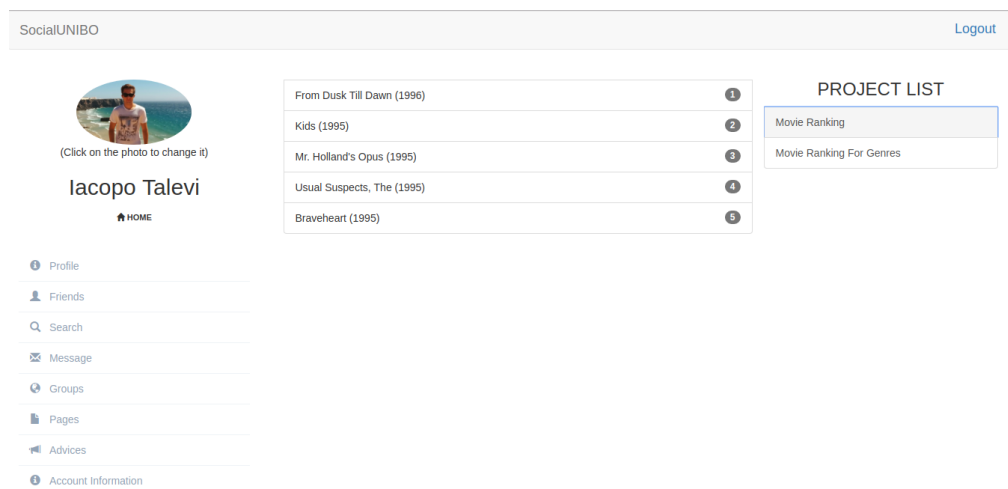 SocialUNIBO
Logout
(Click on the photo to change it)
Iacopo Talevi
HOME
Profile
Friends
Search
Message
Groups
Pages
Advices
Account Information
From Dusk Till Dawn (1996) 1
Kids (1995) 2
Mr. Holland's Opus (1995) 3
Usual Suspects, The (1995) 4
Braveheart (1995) 5
PROJECT LIST
Movie Ranking
Movie Ranking For Genres